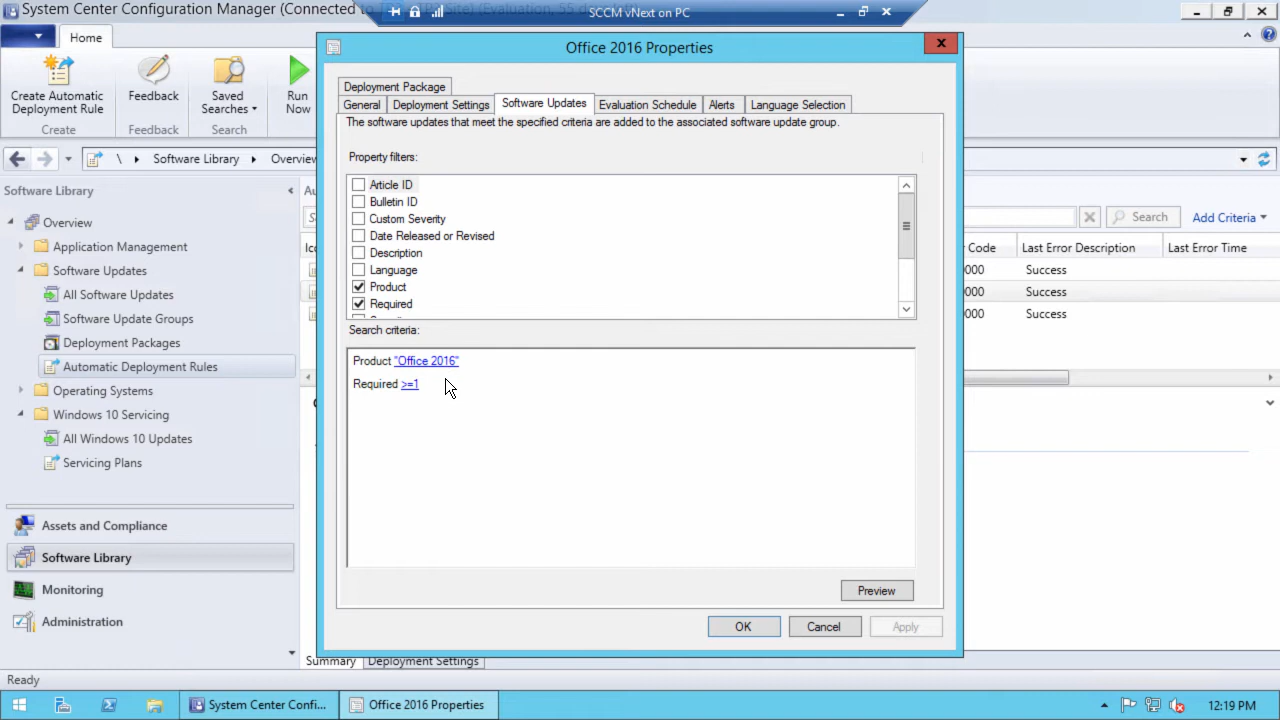 System Center Configuration Manager (Connected to
Site) (Evaluation, 55 d
SCCM vNext on PC
Home
Create Automatic
Deployment Rule
Feedback
Saved
Searches
Run
Now
Create
Feedback
Search
\ Software Library Overview
Software Library
Overview
Application Management
Software Updates
All Software Updates
Software Update Groups
Deployment Packages
Automatic Deployment Rules
Operating Systems
Windows 10 Servicing
All Windows 10 Updates
Servicing Plans
Assets and Compliance
Software Library
Monitoring
Administration
Office 2016 Properties
Deployment Package
General
Deployment Settings
Software Updates
Evaluation Schedule
Alerts
Language Selection
The software updates that meet the specified criteria are added to the associated software update group.
Property filters:
Article ID
Bulletin ID
Custom Severity
Date Released or Revised
Description
Language
Product
Required
Search criteria:
Product "Office 2016"
Required >=1
Preview
OK
Cancel
Apply
Search
Add Criteria
Code
Last Error Description
Last Error Time
000 Success
000 Success
000 Success
Summary
Deployment Settings
Ready
System Center Confi...
Office 2016 Properties
12:19 PM